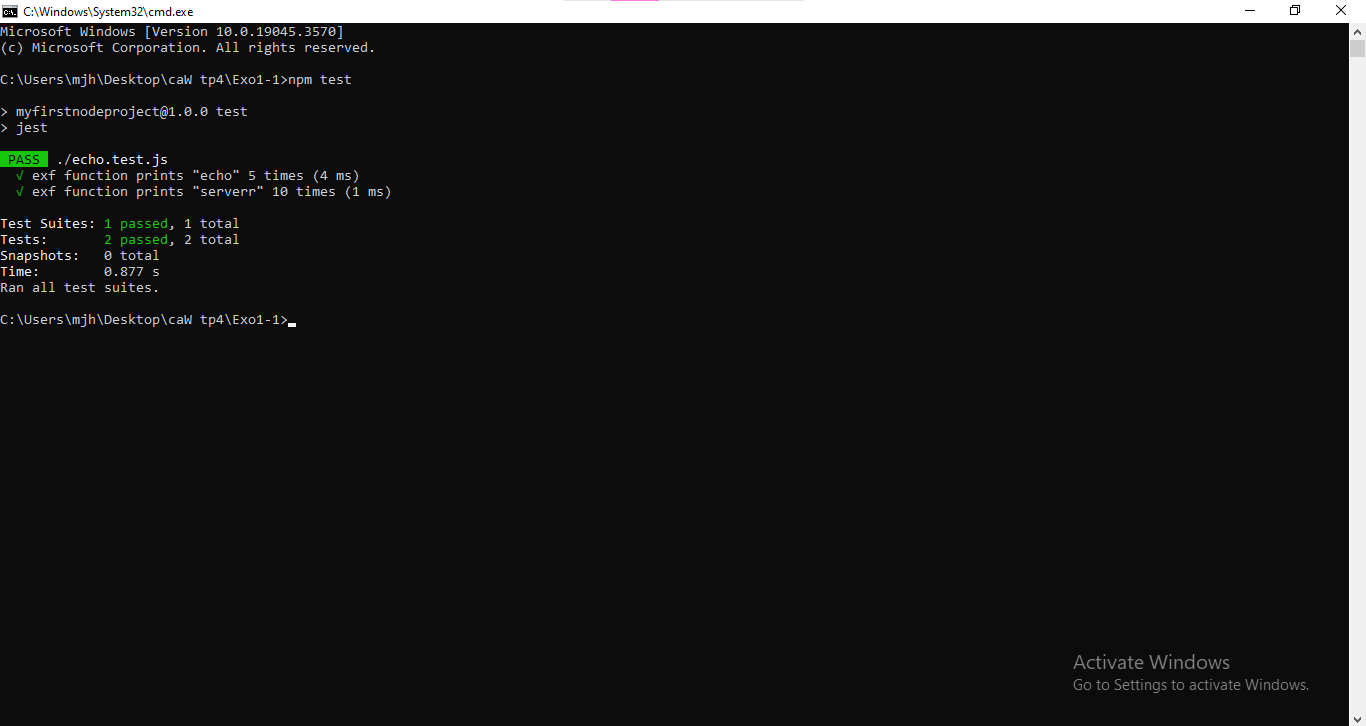 C:\Windows\System32\cmd.exe
Microsoft Windows [Version 10.0.19045.3570]
(c) Microsoft Corporation. All rights reserved.
C:\Users\mjh\Desktop\caW tp4\Exo1-1>npm test
> myfirstnodeproject@1.0.0 test
> jest
PASS ./echo.test.js
√ exf function prints "echo" 5 times (4 ms)
√ exf function prints "serverr" 10 times (1 ms)
Test Suites: 1 passed, 1 total
Tests: 2 passed, 2 total
Snapshots: 0 total
Time: 0.877 s
Ran all test suites.
C:\Users\mjh\Desktop\caW tp4\Exo1-1>
Activate Windows
Go to Settings to activate Windows.